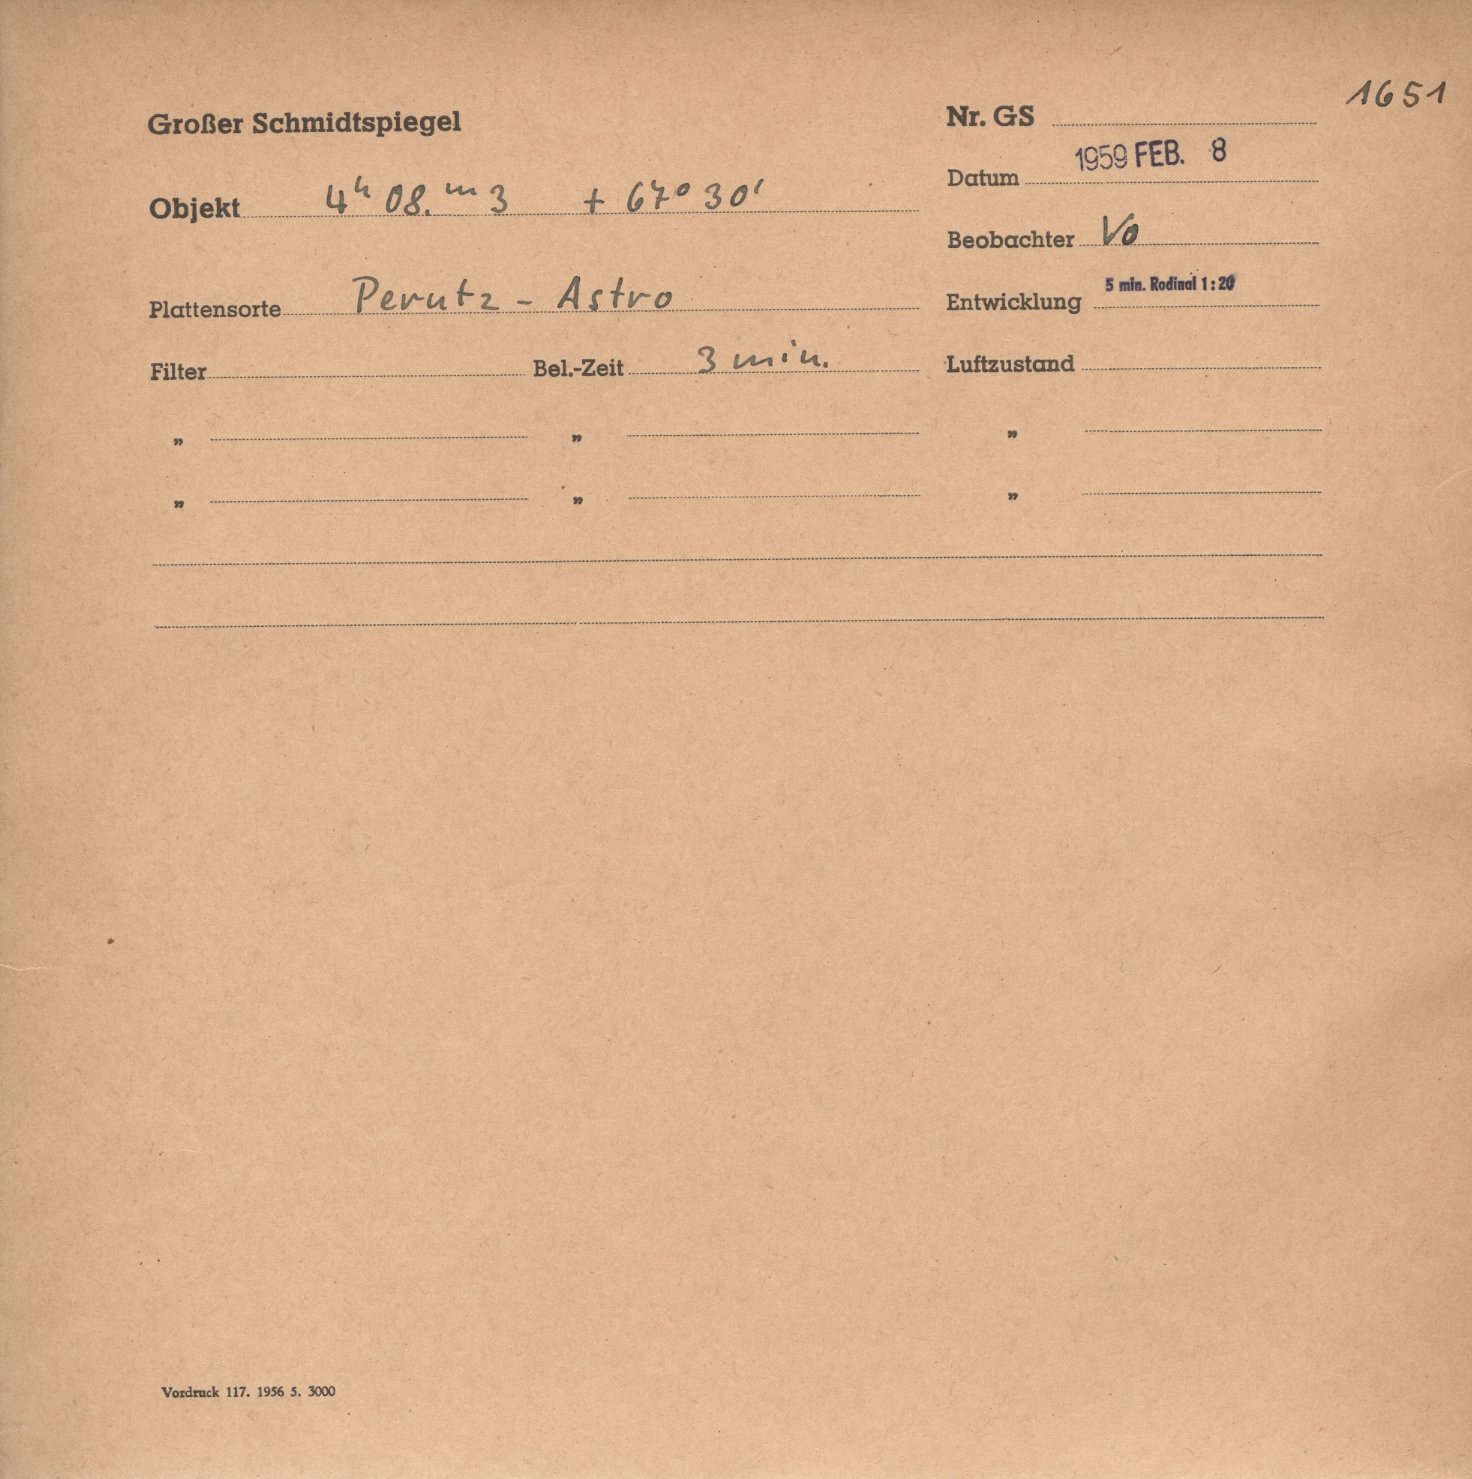 1651
Großer Schmidtspiegel
Nr. GS
Datum 1959 FEB. 8
Objekt 4ʰ 08.ᵐ3 + 67° 30'
Beobachter Vo
Plattensorte Perutz - Astro
Entwicklung 5 min. Rodinal 1:20
Filter Bel.-Zeit 3 min. Luftzustand
" " "
" " "
Vordruck 117. 1956 5. 3000